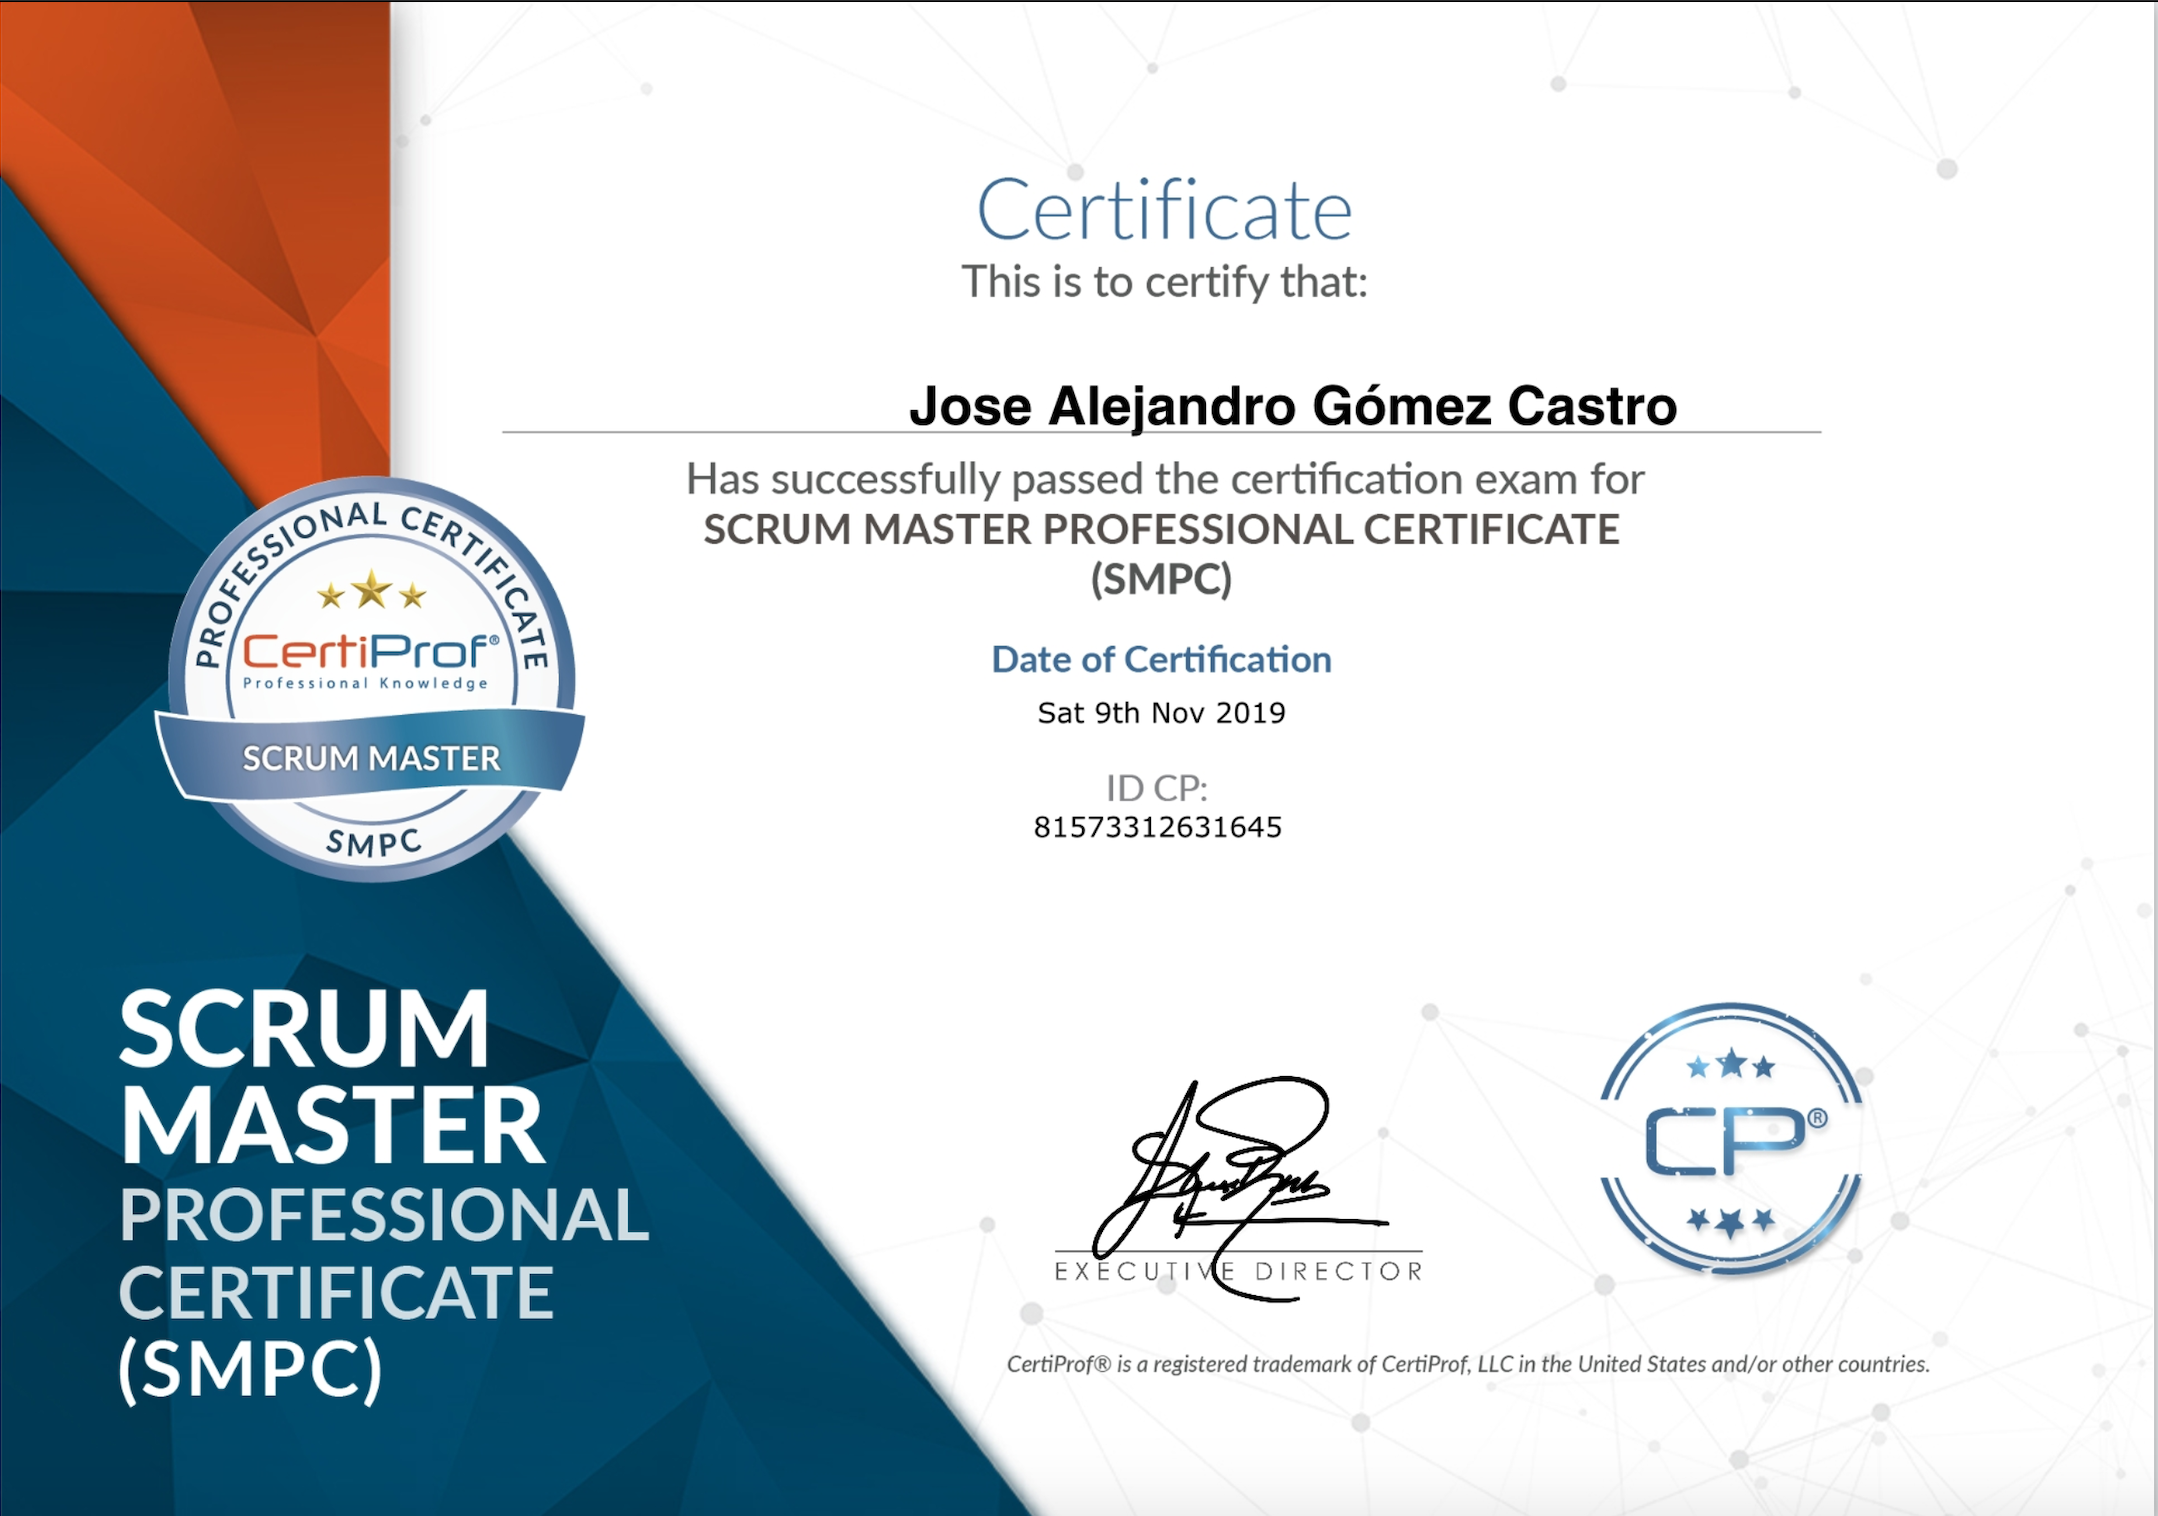 Certificate
This is to certify that:
Jose Alejandro Gómez Castro
Has successfully passed the certification exam for
SCRUM MASTER PROFESSIONAL CERTIFICATE
(SMPC)
Date of Certification
Sat 9th Nov 2019
ID CP:
81573312631645
PROFESSIONAL CERTIFICATE
CertiProf®
Professional Knowledge
SCRUM MASTER
SMPC
SCRUM
MASTER
PROFESSIONAL
CERTIFICATE
(SMPC)
EXECUTIVE DIRECTOR
CP®
CertiProf® is a registered trademark of CertiProf, LLC in the United States and/or other countries.